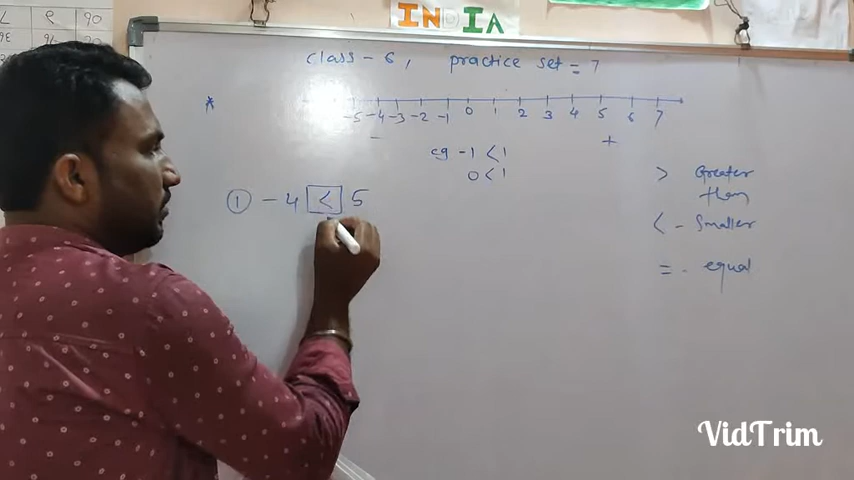 INDIA
class - 6 , practice set = 7
*
-5 -4 -3 -2 -1 0 1 2 3 4 5 6 7
- +
eg -1 < 1
0 < 1
① - 4 < 5
> Greater
then
< - Smaller
= - equal
VidTrim